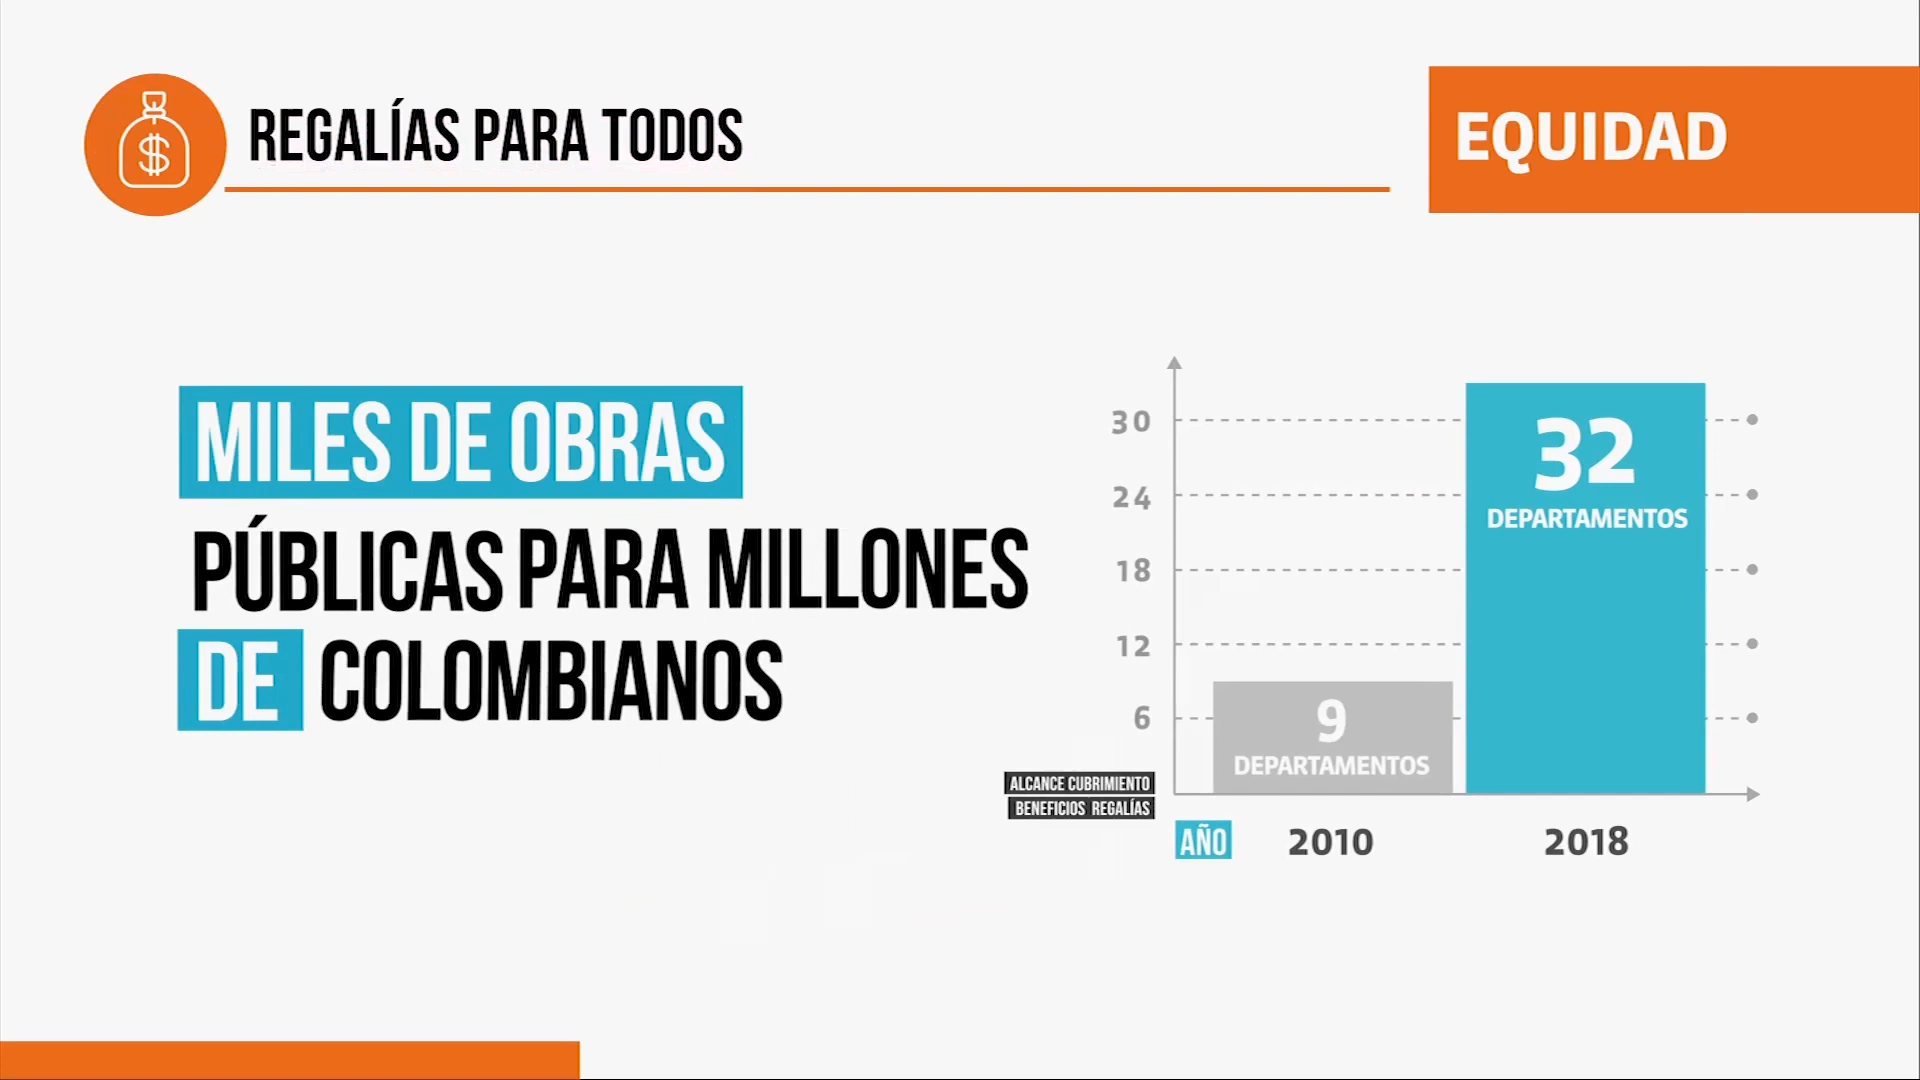 $
REGALÍAS PARA TODOS
EQUIDAD
MILES DE OBRAS
PÚBLICAS PARA MILLONES
DE COLOMBIANOS
30
24
18
12
6
32
DEPARTAMENTOS
9
DEPARTAMENTOS
ALCANCE CUBRIMIENTO
BENEFICIOS REGALÍAS
AÑO 2010 2018